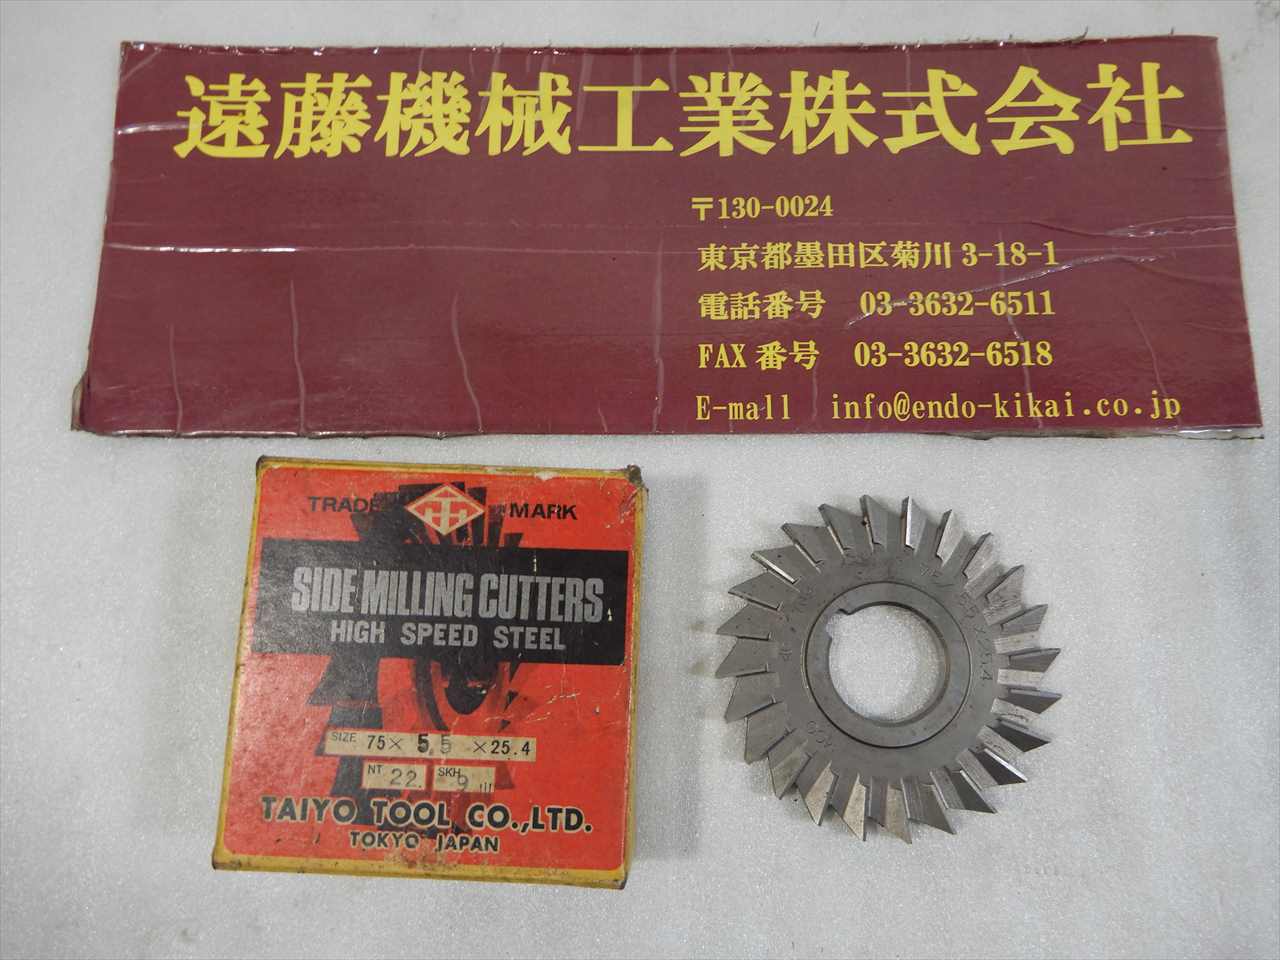 遠藤機械工業株式会社
〒130-0024
東京都墨田区菊川 3-18-1
電話番号 03-3632-6511
FAX 番号 03-3632-6518
E-mall info@endo-kikai.co.jp
TRADE MARK
SIDE MILLING CUTTERS
HIGH SPEED STEEL
SIZE 75× 5.5 ×25.4
NT 22. SKH 9
TAIYO TOOL CO.,LTD.
TOKYO JAPAN